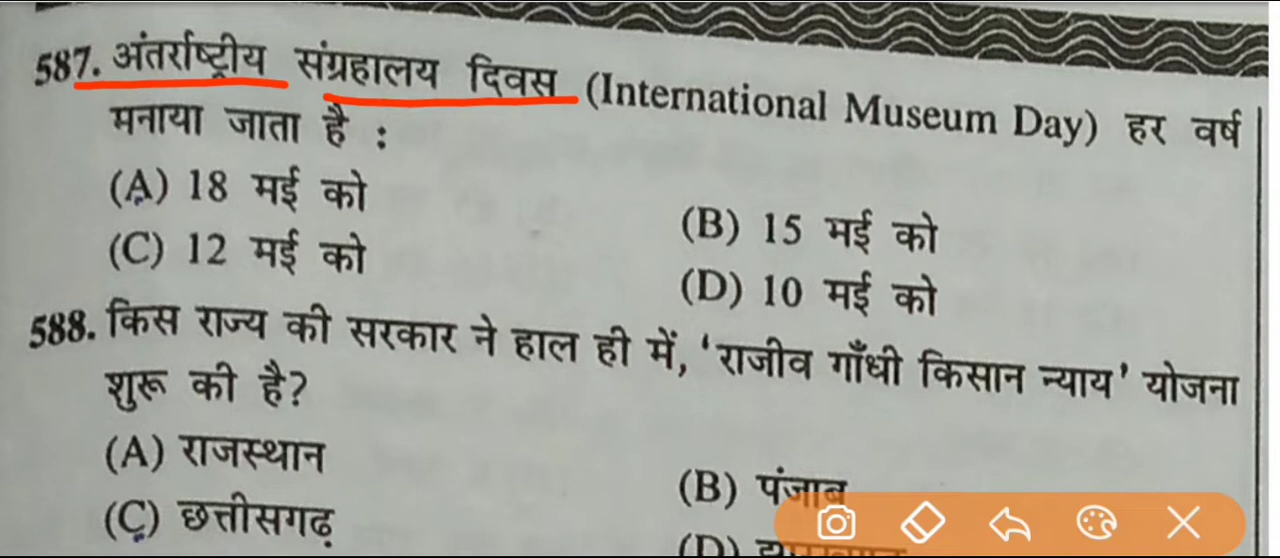 587. अंतर्राष्ट्रीय संग्रहालय दिवस (International Museum Day) हर वर्ष
मनाया जाता है :
(A) 18 मई को
(B) 15 मई को
(C) 12 मई को
(D) 10 मई को
588. किस राज्य की सरकार ने हाल ही में, ‘राजीव गाँधी किसान न्याय’ योजना
शुरू की है?
(A) राजस्थान
(B) पंजाब
(C) छत्तीसगढ़
(D)